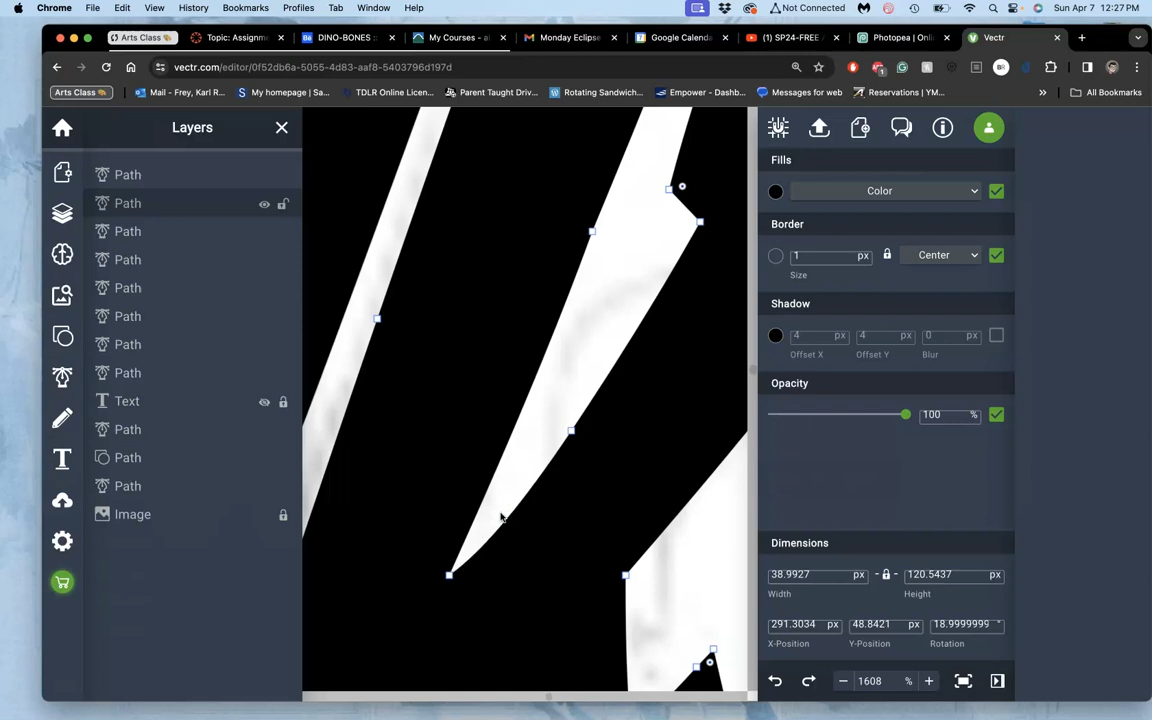 Chrome File Edit View History Bookmarks Profiles Tab Window Help Not Connected Sun Apr 7 12:27 PM
Arts Class Topic: Assignme DINO-BONES :: My Courses - al Monday Eclipse Google Calenda (1) SP24-FREE / Photopea | Onli Vectr
vectr.com/editor/0f52db6a-5055-4d83-aaf8-5403796d197d
Arts Class Mail - Frey, Karl R... My homepage | Sa... TDLR Online Licen... Parent Taught Driv... Rotating Sandwich... Empower - Dashb... Messages for web Reservations | YM... » All Bookmarks
Layers
Path
Path
Path
Path
Path
Path
Path
Path
Text
Path
Path
Path
Image
Fills
Color
Border
1 px Center
Size
Shadow
4 px 4 px 0 px
Offset X Offset Y Blur
Opacity
100 %
Dimensions
38.9927 px 120.5437 px
Width Height
291.3034 px 48.8421 px 18.9999999 °
X-Position Y-Position Rotation
1608 %